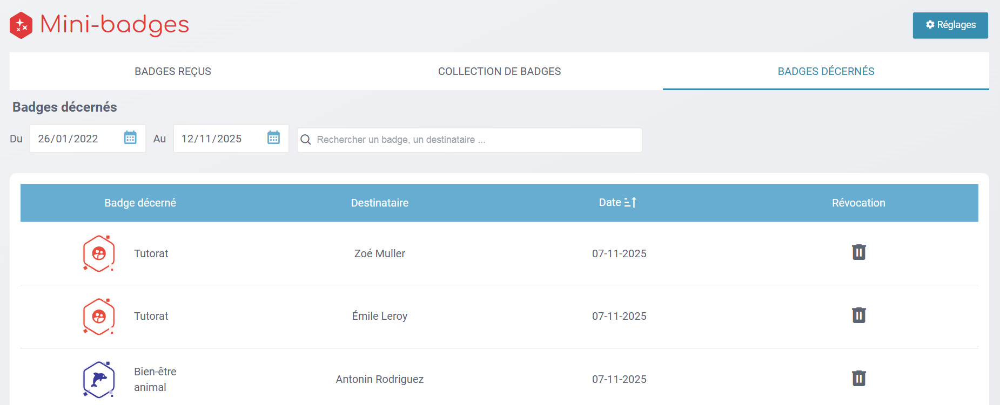 Mini-badges
Réglages
BADGES REÇUS
COLLECTION DE BADGES
BADGES DÉCERNÉS
Badges décernés
Du 26/01/2022 Au 12/11/2025 Rechercher un badge, un destinataire ...
Badge décerné Destinataire Date Révocation
Tutorat Zoé Muller 07-11-2025
Tutorat Émile Leroy 07-11-2025
Bien-être
animal
Antonin Rodriguez 07-11-2025